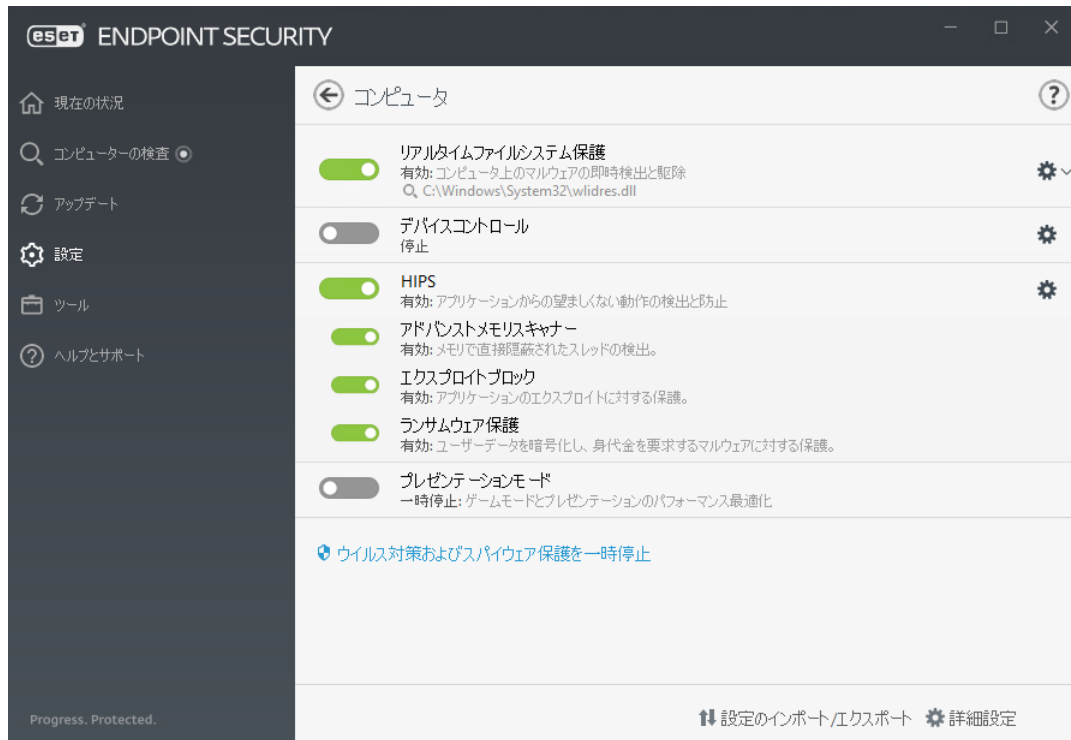 eset ENDPOINT SECURITY
現在の状況
コンピューターの検査
アップデート
設定
ツール
ヘルプとサポート
Progress. Protected.
コンピュータ
?
リアルタイムファイルシステム保護
有効: コンピュータ上のマルウェアの即時検出と駆除
C:\Windows\System32\wlidres.dll
デバイスコントロール
停止
HIPS
有効: アプリケーションからの望ましくない動作の検出と防止
アドバンストメモリスキャナー
有効: メモリで直接隠蔽されたスレッドの検出。
エクスプロイトブロック
有効: アプリケーションのエクスプロイトに対する保護。
ランサムウェア保護
有効: ユーザーデータを暗号化し、身代金を要求するマルウェアに対する保護。
プレゼンテーションモード
一時停止: ゲームモードとプレゼンテーションのパフォーマンス最適化
ウイルス対策およびスパイウェア保護を一時停止
設定のインポート/エクスポート 詳細設定